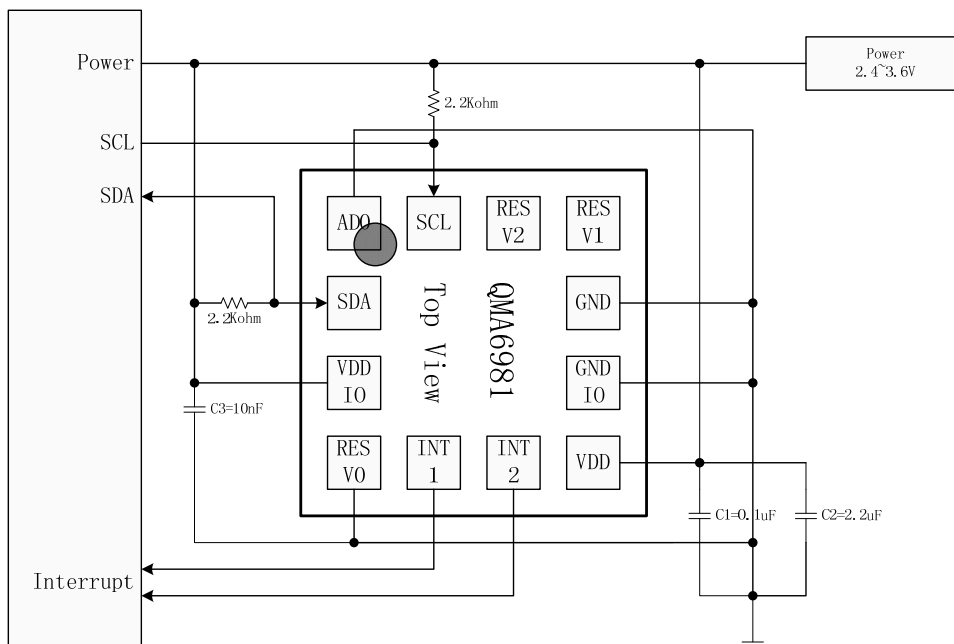 Power
Power
2.4~3.6V
2.2Kohm
SCL
SDA
ADO
SCL
RES
V2
RES
V1
SDA
GND
2.2Kohm
Top View
QMA6981
VDD
IO
GND
IO
C3=10nF
RES
V0
INT
1
INT
2
VDD
C1=0.1uF
C2=2.2uF
Interrupt